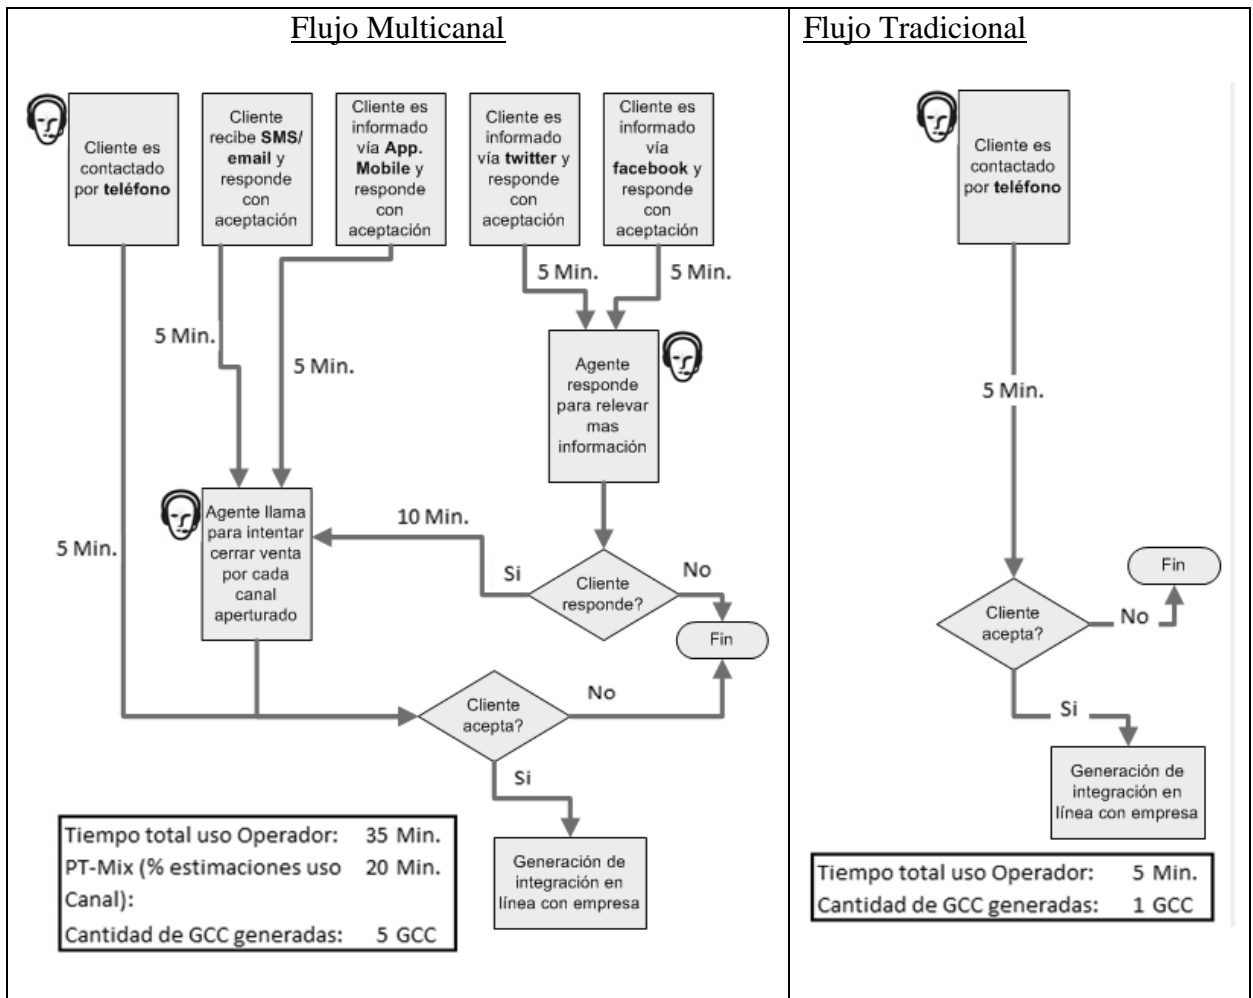 Flujo Multicanal
Cliente es
contactado
por teléfono
Cliente
recibe SMS/
email y
responde
con
aceptación
Cliente es
informado
vía App.
Mobile y
responde
con
aceptación
Cliente es
informado
vía twitter y
responde
con
aceptación
Cliente es
informado
vía
facebook y
responde
con
aceptación
5 Min.
5 Min.
5 Min.
5 Min.
Agente
responde
para relevar
mas
información
Agente llama
para intentar
cerrar venta
por cada
canal
aperturado
10 Min.
5 Min.
Si
Cliente
responde?
No
Fin
Cliente
acepta?
No
Si
Generación de
integración en
línea con empresa
Tiempo total uso Operador: 35 Min.
PT-Mix (% estimaciones uso 20 Min.
Canal):
Cantidad de GCC generadas: 5 GCC
Flujo Tradicional
Cliente es
contactado
por teléfono
5 Min.
Fin
Cliente
acepta?
No
Si
Generación de
integración en
línea con empresa
Tiempo total uso Operador: 5 Min.
Cantidad de GCC generadas: 1 GCC